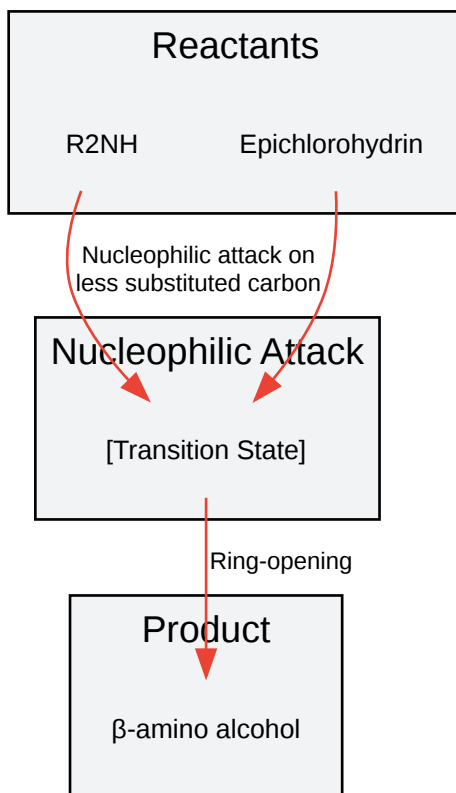 Reactants
R2NH
Epichlorohydrin
Nucleophilic attack on
less substituted carbon
Nucleophilic Attack
[Transition State]
Ring-opening
Product
β-amino alcohol